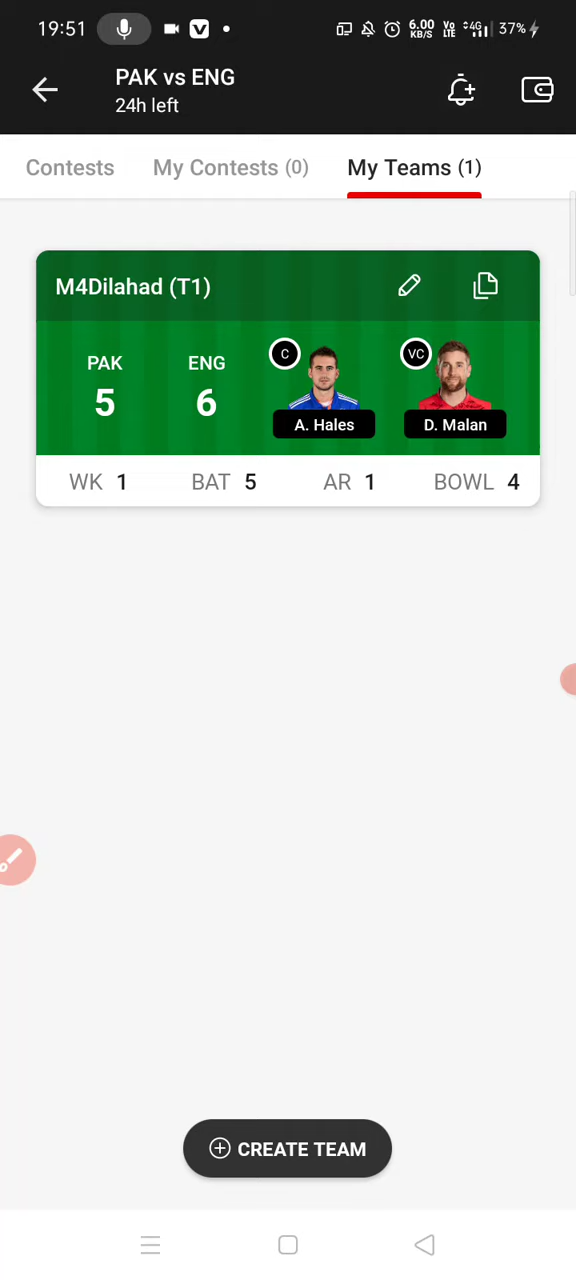 19:51 6.00 KB/S Vo LTE 4G 37%
PAK vs ENG
24h left
Contests My Contests (0) My Teams (1)
M4Dilahad (T1)
PAK ENG C VC
5 6
A. Hales D. Malan
WK 1 BAT 5 AR 1 BOWL 4
CREATE TEAM